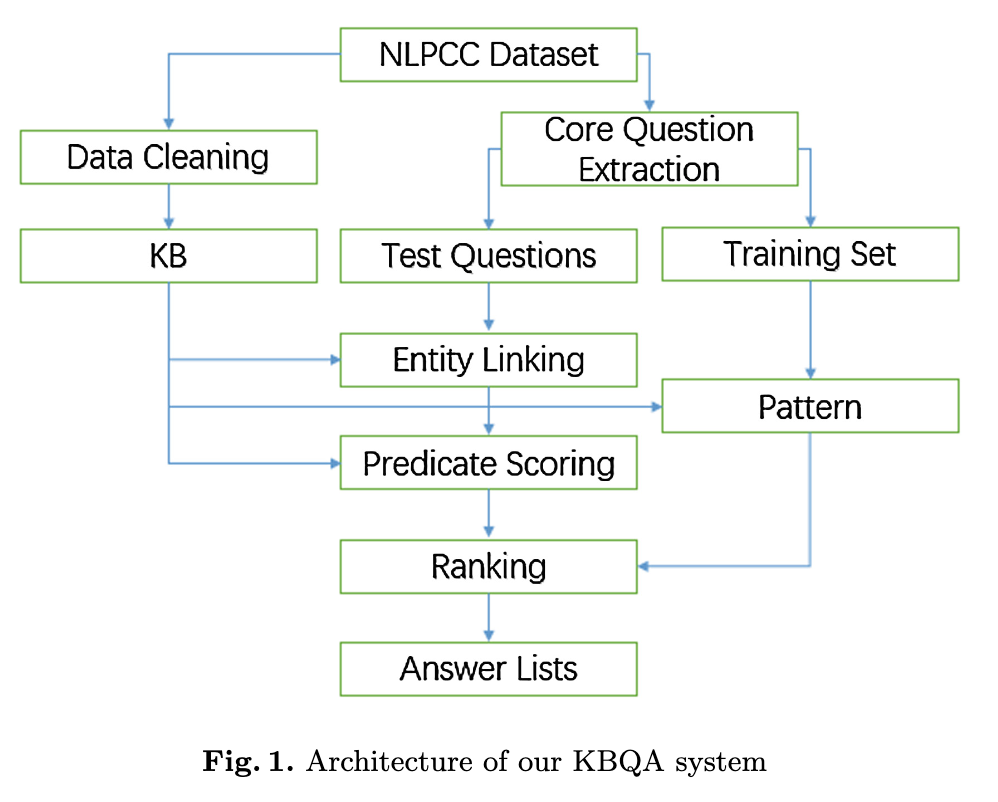 NLPCC Dataset
Core Question
Extraction
Data Cleaning
KB
Test Questions
Training Set
Entity Linking
Pattern
Predicate Scoring
Ranking
Answer Lists
Fig. 1. Architecture of our KBQA system